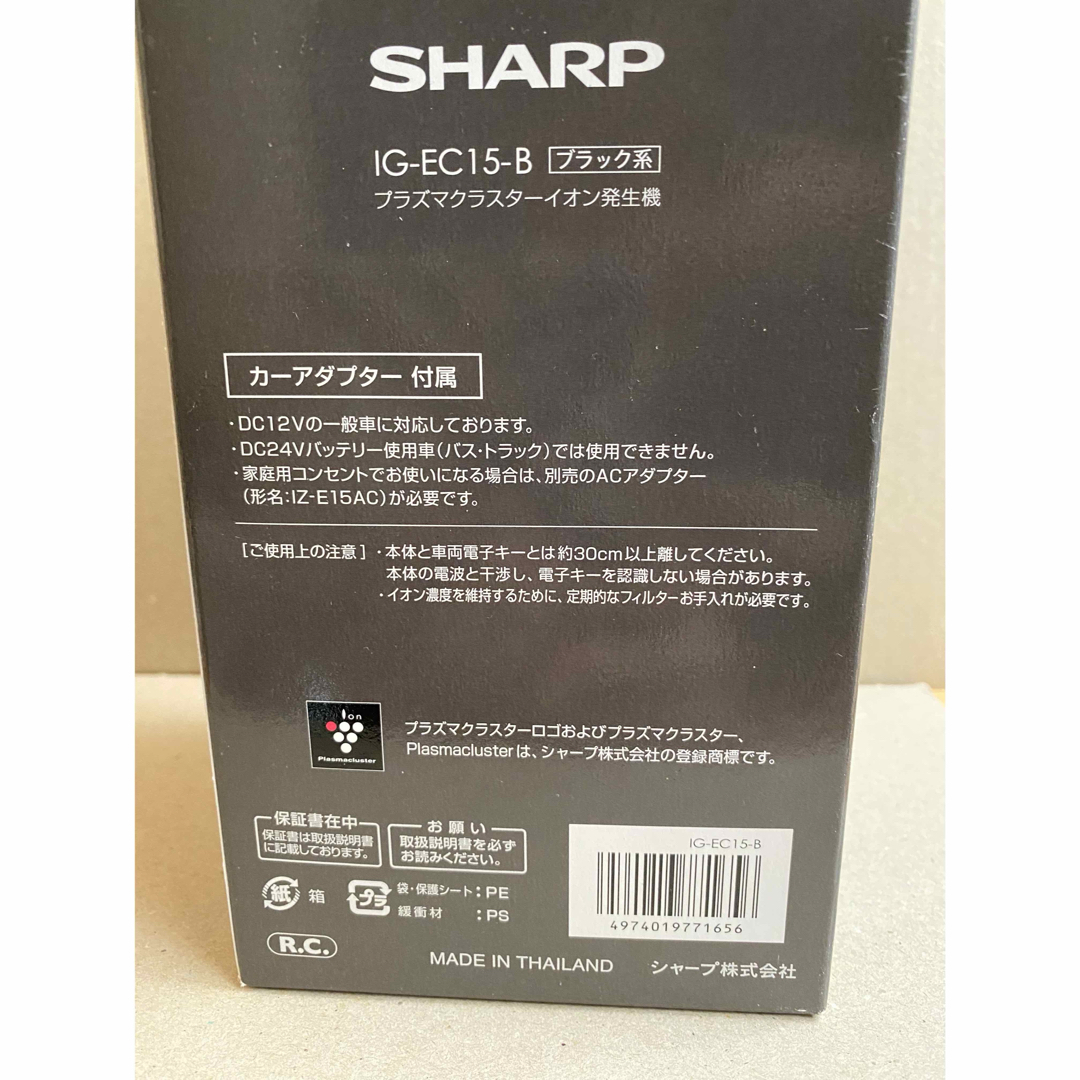 SHARP
IG-EC15-B ブラック系
プラズマクラスターイオン発生機
カーアダプター 付属
・DC12Vの一般車に対応しております。
・DC24Vバッテリー使用車(バス・トラック)では使用できません。
・家庭用コンセントでお使いになる場合は、別売のACアダプター
(形名:IZ-E15AC)が必要です。
[ご使用上の注意] ・本体と車両電子キーとは約30cm以上離してください。
本体の電波と干渉し、電子キーを認識しない場合があります。
・イオン濃度を維持するために、定期的なフィルターお手入れが必要です。
Ion
Plasmacluster
プラズマクラスターロゴおよびプラズマクラスター、
Plasmaclusterは、シャープ株式会社の登録商標です。
保証書在中
保証書は取扱説明書
に記載しております。
お願い
取扱説明書を必ず
お読みください。
IG-EC15-B
4974019771656
紙 箱
プラ 袋・保護シート:PE
緩衝材 :PS
R.C.
MADE IN THAILAND シャープ株式会社